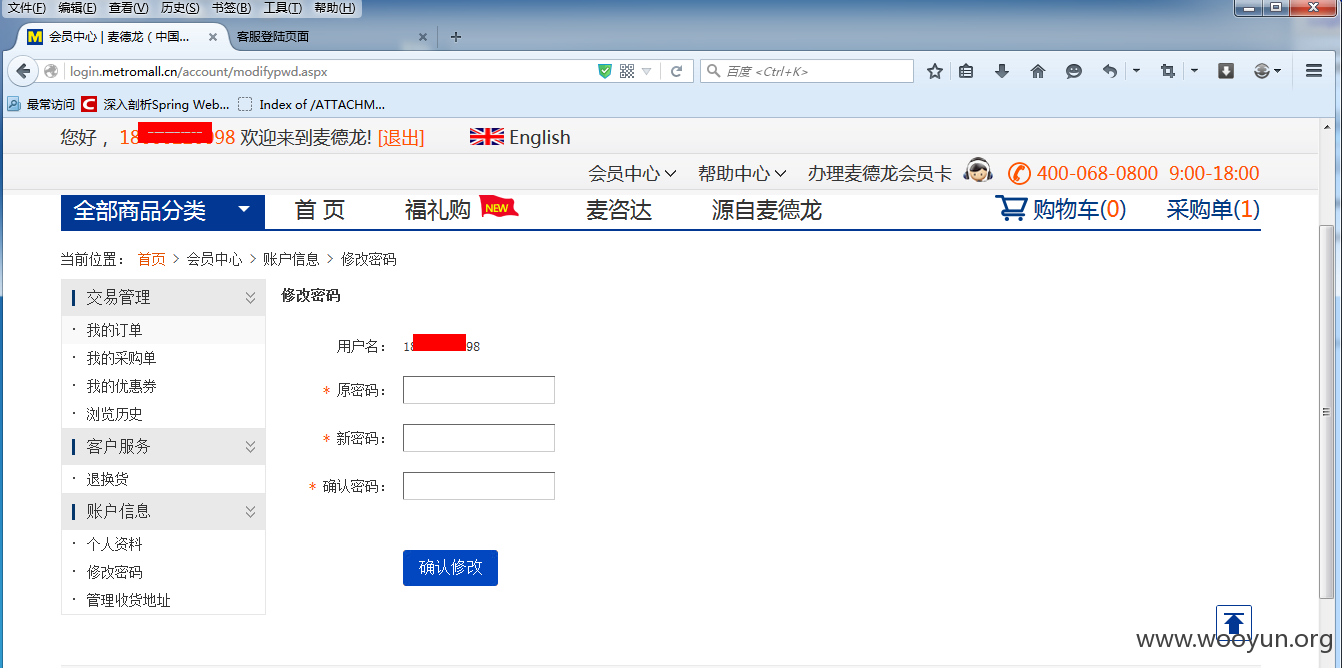 文件(F) 编辑(E) 查看(V) 历史(S) 书签(B) 工具(T) 帮助(H)
会员中心 | 麦德龙（中国... × 客服登陆页面 × +
login.metromall.cn/account/modifypwd.aspx 百度 <Ctrl+K>
最常访问 深入剖析Spring Web... Index of /ATTACHM...
您好， 18 098 欢迎来到麦德龙! [退出] English
会员中心 帮助中心 办理麦德龙会员卡 400-068-0800 9:00-18:00
全部商品分类 首 页 福礼购 NEW 麦咨达 源自麦德龙 购物车(0) 采购单(1)
当前位置： 首页 > 会员中心 > 账户信息 > 修改密码
交易管理
· 我的订单
· 我的采购单
· 我的优惠券
· 浏览历史
客户服务
· 退换货
账户信息
· 个人资料
· 修改密码
· 管理收货地址
修改密码
用户名： 18 98
* 原密码：
* 新密码：
* 确认密码：
确认修改
www.wooyun.org